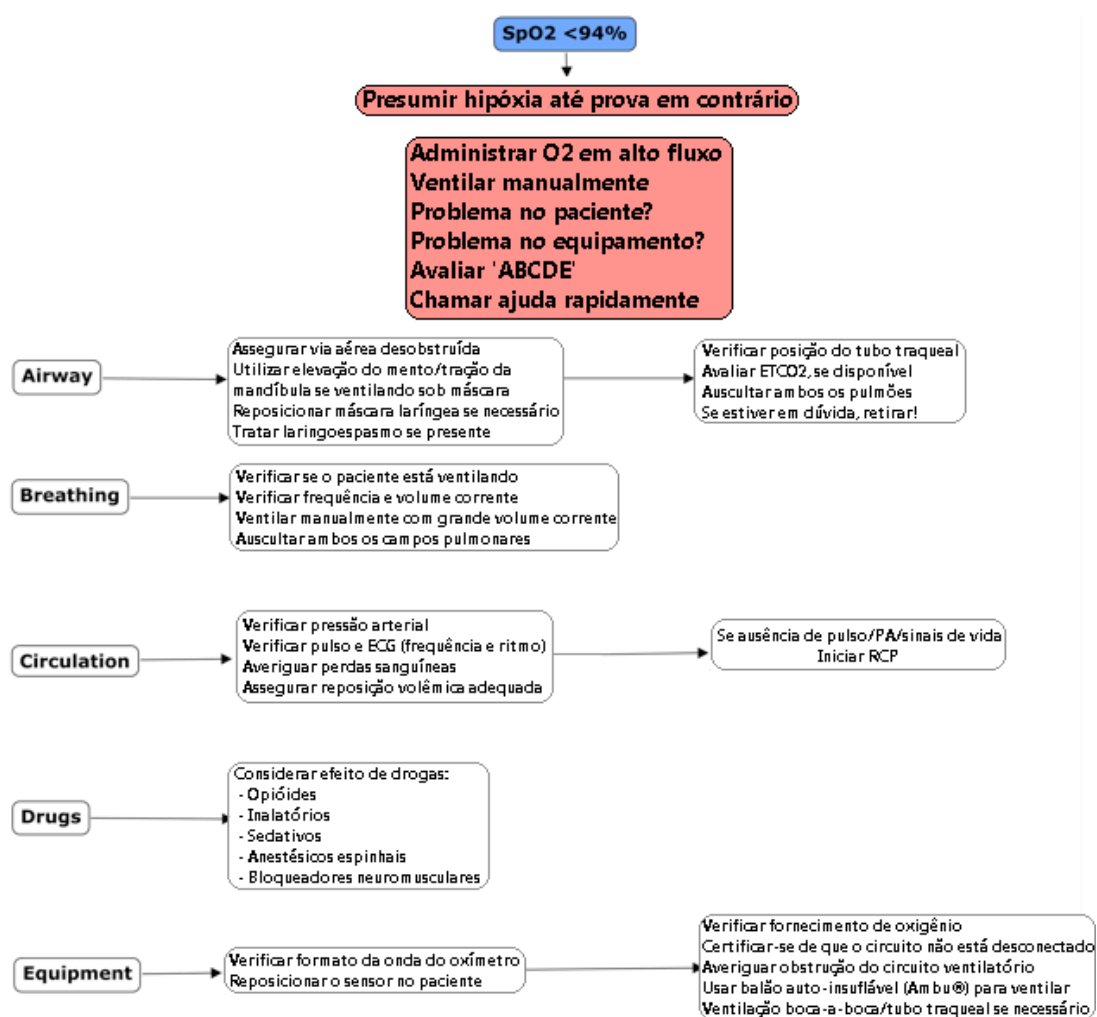 SpO2 <94%
Presumir hipóxia até prova em contrário
Administrar O2 em alto fluxo
Ventilar manualmente
Problema no paciente?
Problema no equipamento?
Avaliar 'ABCDE'
Chamar ajuda rapidamente
Airway
Assegurar via aérea desobstruída
Utilizar elevação do mento/tração da
mandíbula se ventilando sob máscara
Reposicionar máscara laríngea se necessário
Tratar laringoespasmo se presente
Verificar posição do tubo traqueal
Avaliar ETCO2, se disponível
Auscultar ambos os pulmões
Se estiver em dúvida, retirar!
Breathing
Verificar se o paciente está ventilando
Verificar frequência e volume corrente
Ventilar manualmente com grande volume corrente
Auscultar ambos os campos pulmonares
Circulation
Verificar pressão arterial
Verificar pulso e ECG (frequência e ritmo)
Averiguar perdas sanguíneas
Assegurar reposição volêmica adequada
Se ausência de pulso/PA/sinais de vida
Iniciar RCP
Drugs
Considerar efeito de drogas:
- Opióides
- Inalatórios
- Sedativos
- Anestésicos espinhais
- Bloqueadores neuromusculares
Equipment
Verificar formato da onda do oxímetro
Reposicionar o sensor no paciente
Verificar fornecimento de oxigênio
Certificar-se de que o circuito não está desconectado
Averiguar obstrução do circuito ventilatório
Usar balão auto-insuflável (Ambu®) para ventilar
Ventilação boca-a-boca/tubo traqueal se necessário